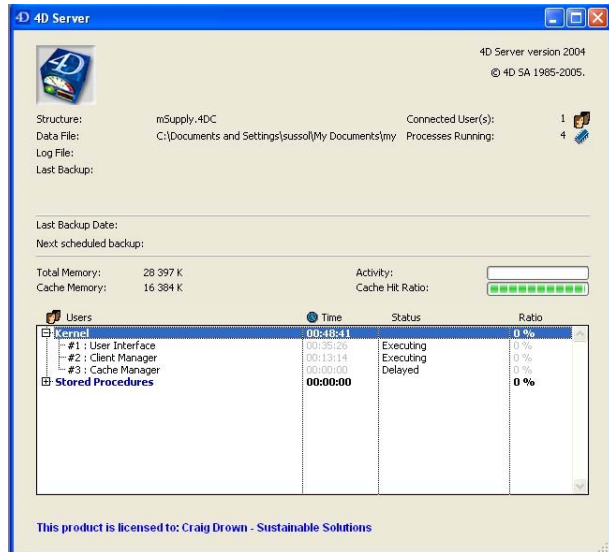 4D 4D Server
4D
4D Server version 2004
© 4D SA 1985-2005.
Structure: mSupply.4DC Connected User(s): 1
Data File: C:\Documents and Settings\sussol\My Documents\my Processes Running: 4
Log File:
Last Backup:
Last Backup Date:
Next scheduled backup:
Total Memory: 28 397 K Activity:
Cache Memory: 16 384 K Cache Hit Ratio:
Users Time Status Ratio
Kernel 00:48:41 0 %
#1 : User Interface 00:35:26 Executing 0 %
#2 : Client Manager 00:13:14 Executing 0 %
#3 : Cache Manager 00:00:00 Delayed 0 %
Stored Procedures 00:00:00 0 %
This product is licensed to: Craig Drown - Sustainable Solutions